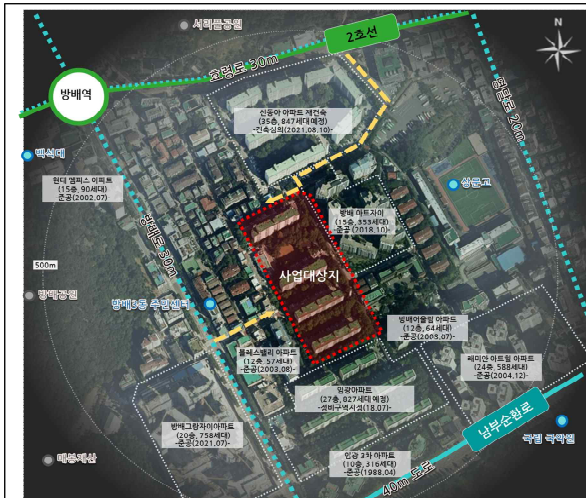 서리풀공원
N
2호선
효령로 30m
방배역
신동아 아파트 재건축
(35층, 847세대 예정)
-건축심의(2021.08.10)-
명달로 20m
백석대
현대 멤피스 아파트
(15층, 90세대)
-준공(2002.07)
방배로 30m
상문고
방배 아트자이
(15층, 353세대)
-준공(2018.10)-
500m
사업대상지
방배공원
방배3동 주민센터
방배어울림 아파트
(12층, 64세대)
-준공(2008.07)-
블레스밸리 아파트
(12층 57세대)
-준공(2003.08)-
래미안 아트힐 아파트
(24층, 588세대)
-준공(2004.12)-
임광아파트
(27층, 827세대 예정)
-정비구역지정(18.07)-
방배그랑자이아파트
(20층, 758세대)
-준공(2021.07)-
남부순환로
국립 국악원
매봉재산
임광 3차 아파트
(10층, 316세대)
-준공(1988.04)
40m 도로